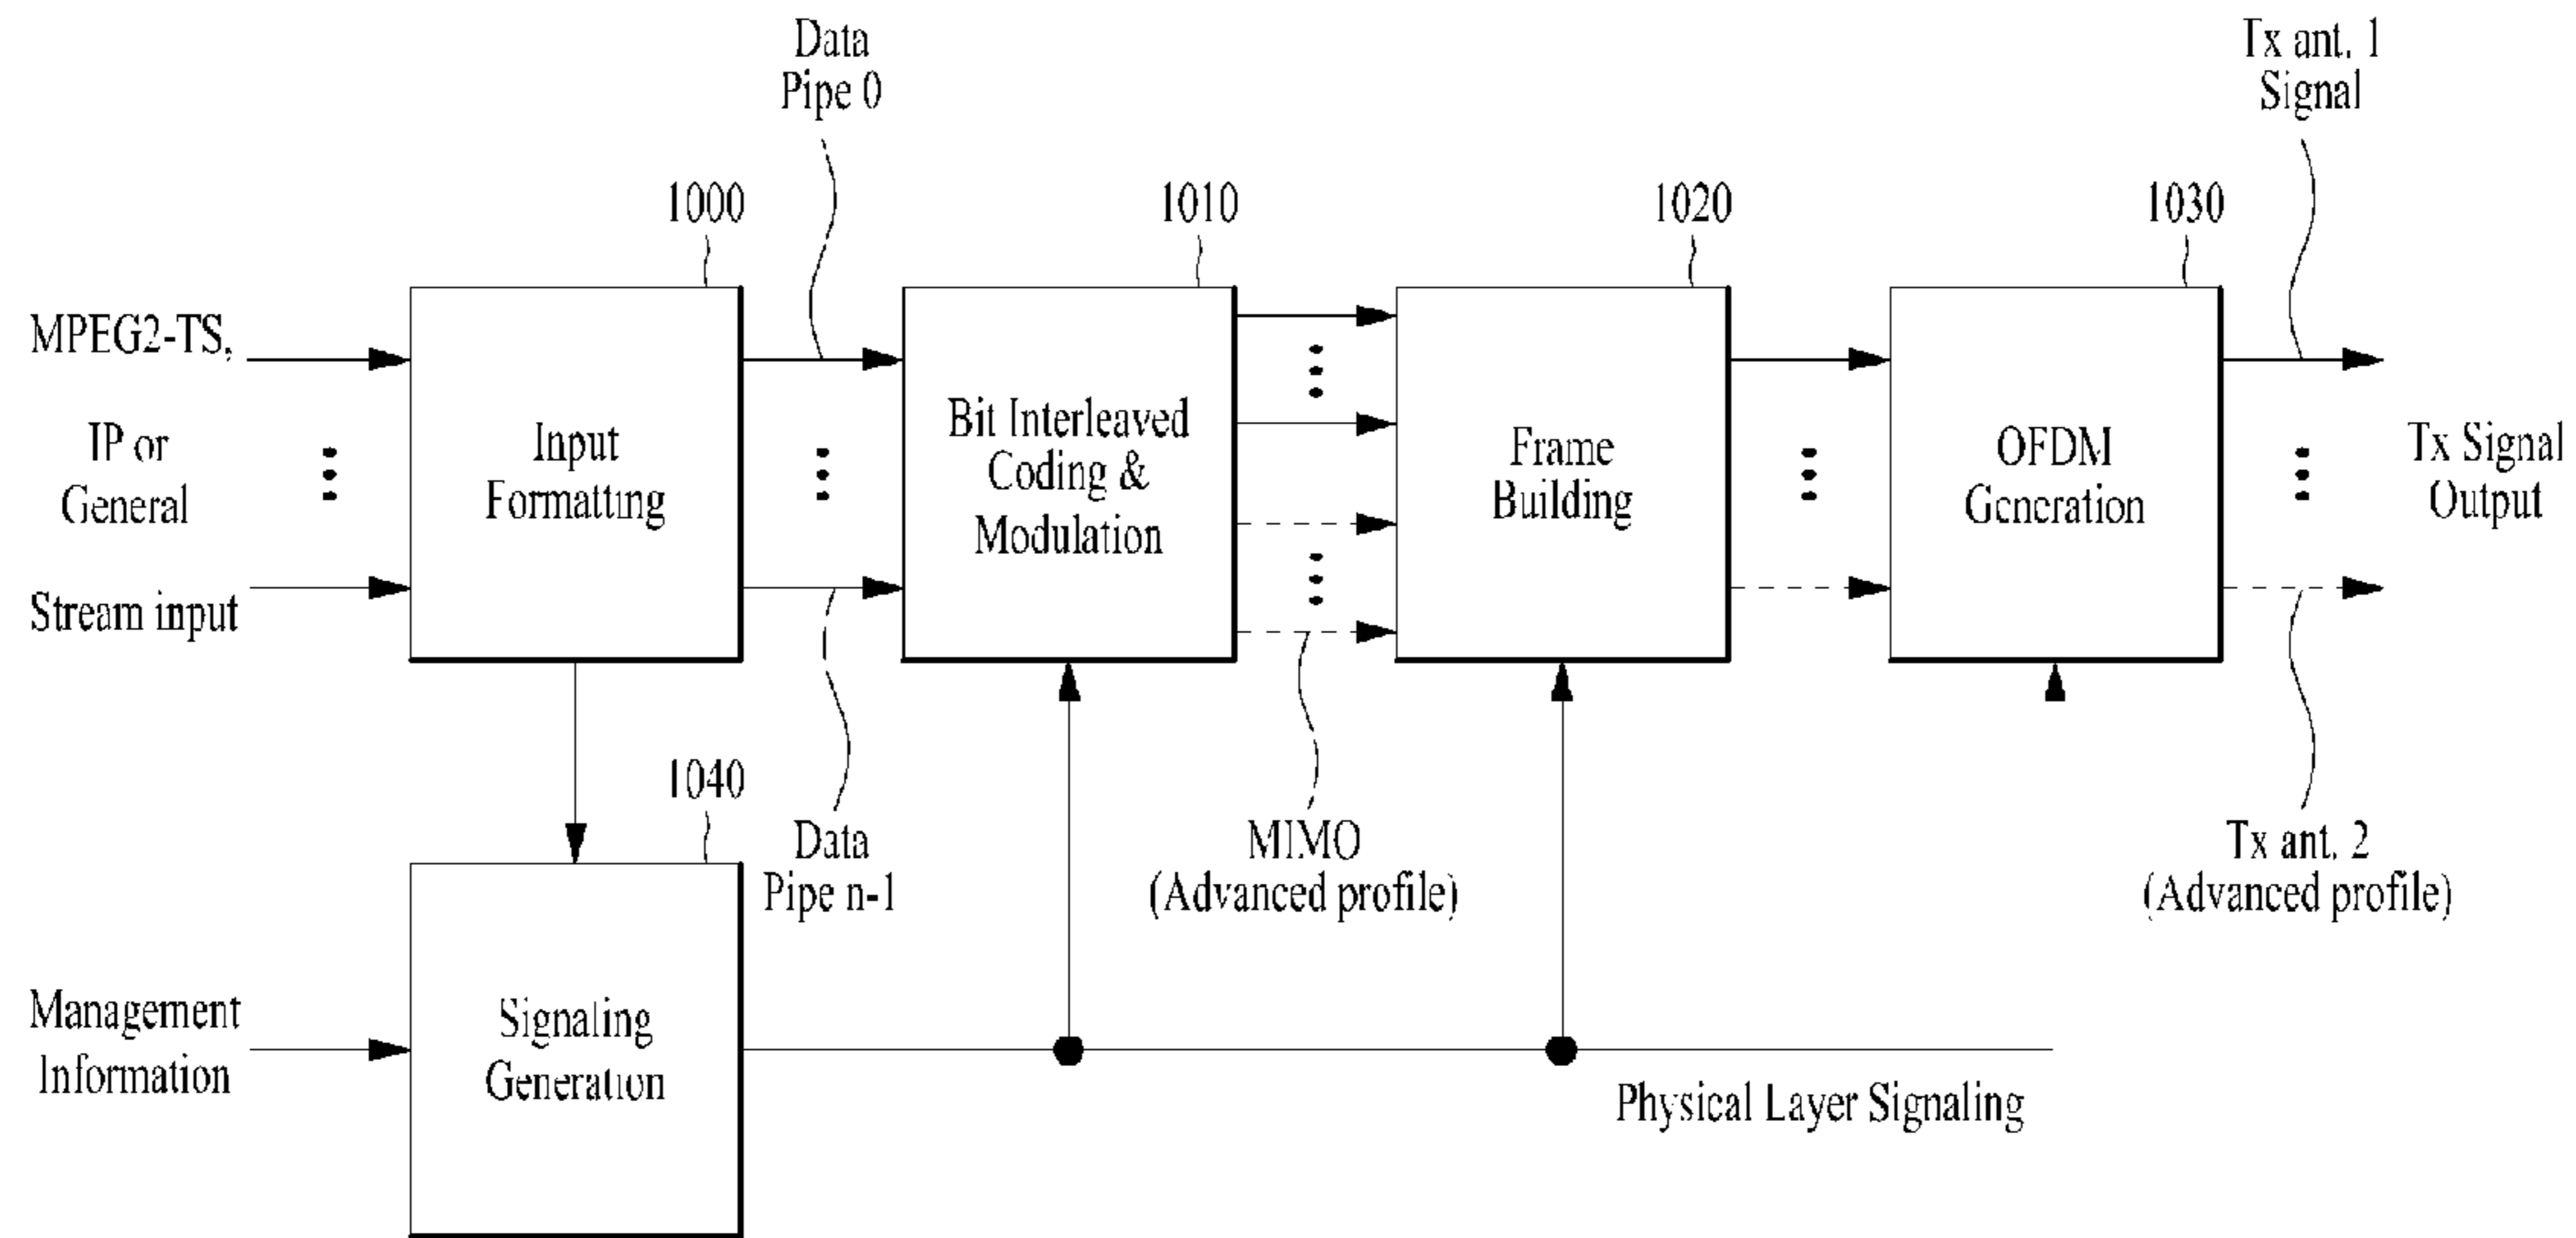 Data
Pipe 0
Tx ant. 1
Signal
1000
1010
1020
1030
MPEG2-TS,
IP or
General
Stream input
Input
Formatting
Bit Interleaved
Coding &
Modulation
Frame
Building
OFDM
Generation
Tx Signal
Output
1040
Data
Pipe n-1
MIMO
(Advanced profile)
Tx ant. 2
(Advanced profile)
Management
Information
Signaling
Generation
Physical Layer Signaling